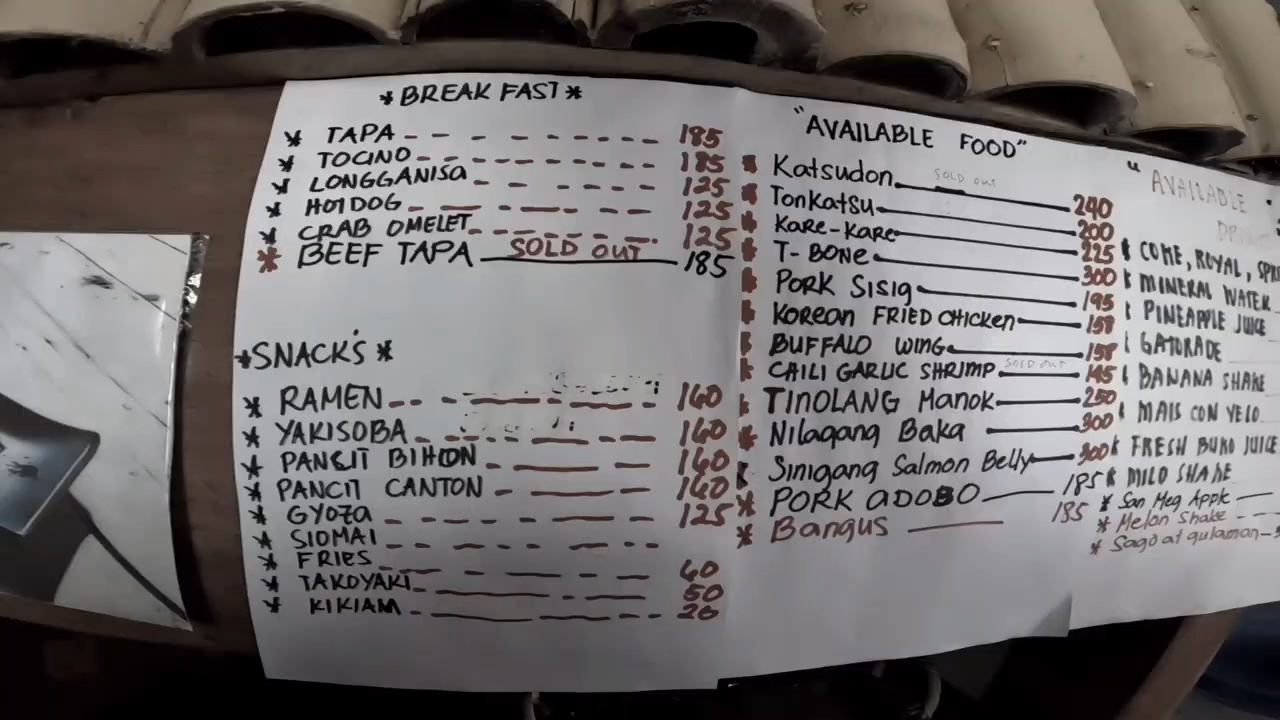 * BREAK FAST *
* TAPA 185
* TOCINO 185
* LONGGANISA 125
* HOTDOG 125
* CRAB OMELET 125
* BEEF TAPA SOLD OUT 185
*SNACK'S *
* RAMEN 160
* YAKISOBA 160
* PANCIT BIHON 160
* PANCIT CANTON 160
* GYOZA 125
* SIOMAI
* FRIES 60
* TAKOYAKI 50
* KIKIAM 20
"AVAILABLE FOOD"
* Katsudon SOLD OUT 240
* TonKatsu 200
* Kare-Kare 225
* T-BONe 300
* PORK SISIg 195
* KOREAN FRIED CHICKEN 158
* BUFFALO WING 158
* CHILI GARLIC SHRIMP SOLD OUT 145
* TINOLANG Manok 250
* Nilagang Baka 300
* Sinigang Salmon Belly 300
* PORK ADOBO 185
* Bangus 185
"AVAILABLE
* COKE, ROYAL, SPR
* MINERAL WATER
* PINEAPPLE JUICE
* GATORADE
* BANANA SHAKE
* MAIS CON YELO
* FRESH BUKO JUICE
* MILO SHAKE
* San Meg Apple
* Melon Shake
* Sago at gulaman